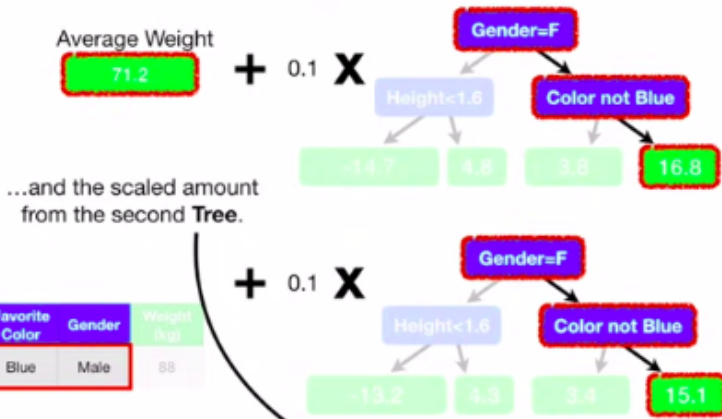 Average Weight
71.2
+ 0.1 X
Gender=F
Height<1.6
Color not Blue
-14.7
4.8
3.8
16.8
...and the scaled amount
from the second Tree.
+ 0.1 X
Gender=F
Height<1.6
Color not Blue
-13.2
4.3
3.4
15.1
avorite
Color
Gender
Weight
(kg)
Blue
Male
88